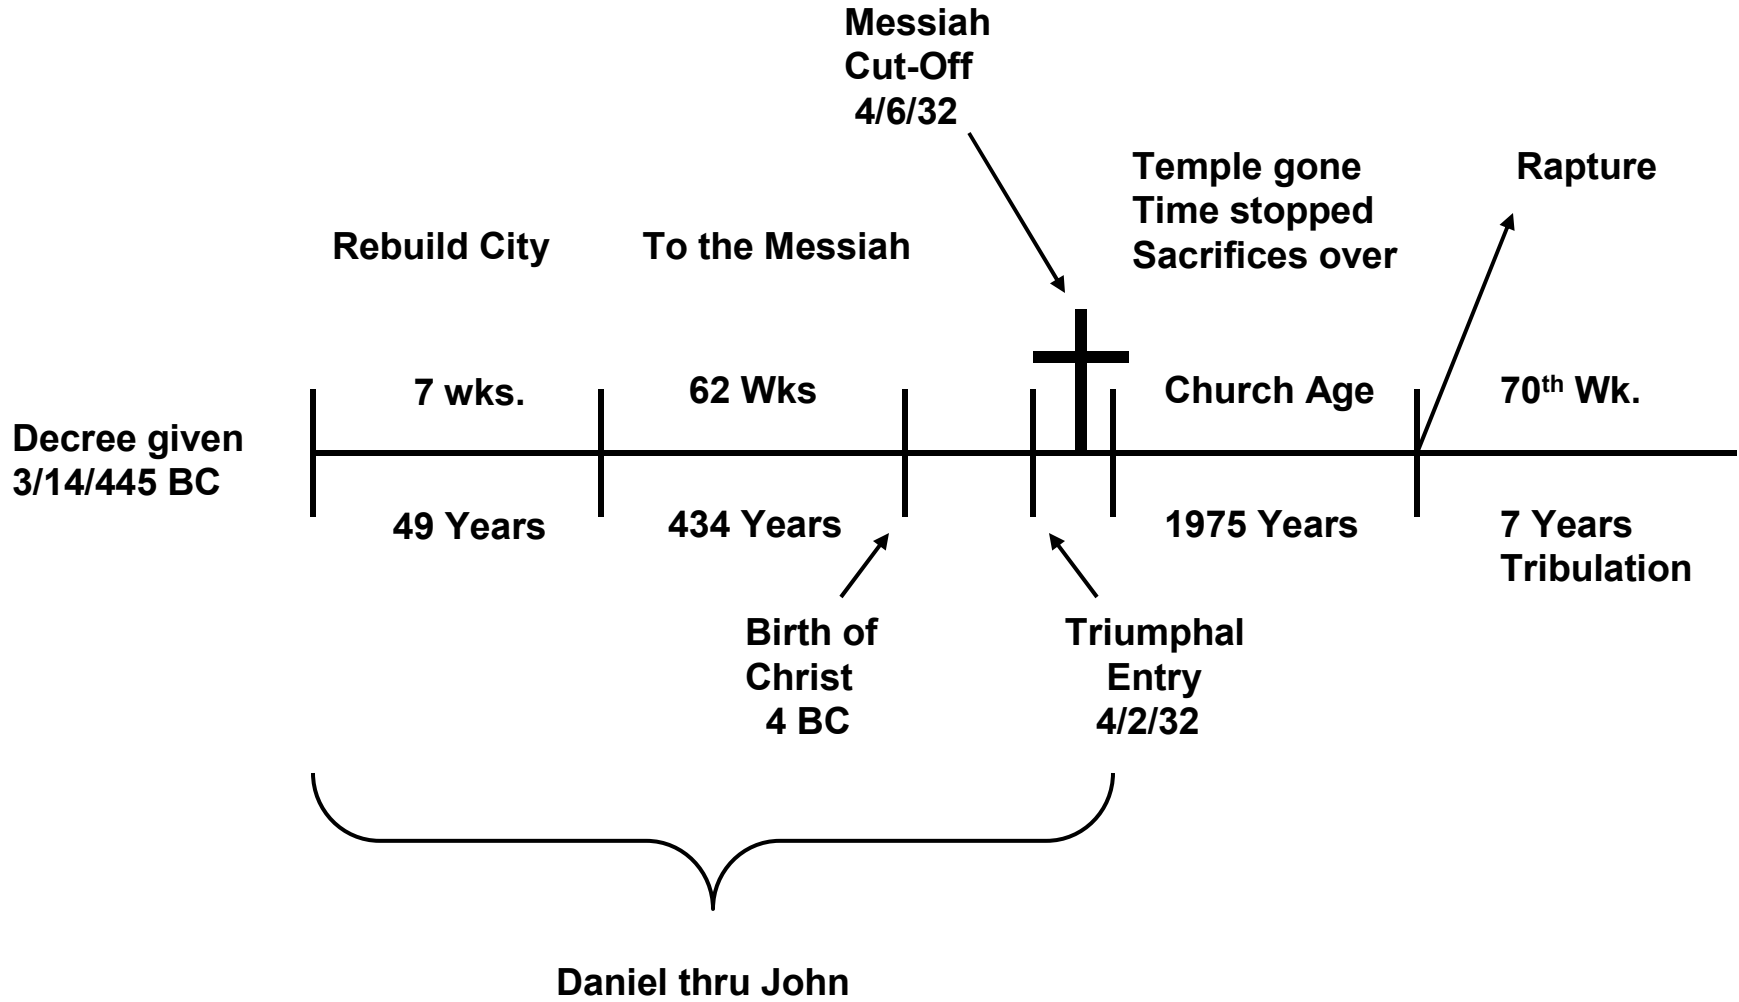 Messiah
Cut-Off
4/6/32
Temple gone
Time stopped
Sacrifices over
Rapture
Rebuild City
To the Messiah
7 wks.
62 Wks
Church Age
70th Wk.
Decree given
3/14/445 BC
49 Years
434 Years
1975 Years
7 Years
Tribulation
Birth of
Christ
4 BC
Triumphal
Entry
4/2/32
Daniel thru John